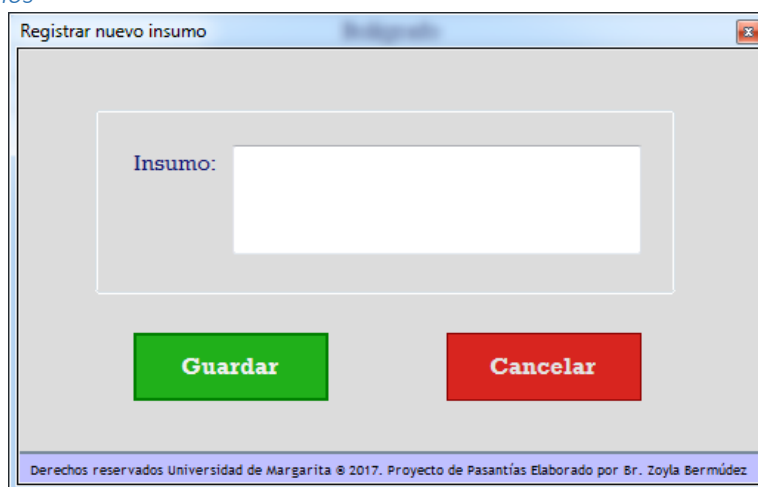 Registrar nuevo insumo
Insumo:
Guardar
Cancelar
Derechos reservados Universidad de Margarita ® 2017. Proyecto de Pasantías Elaborado por Br. Zoyla Bermúdez